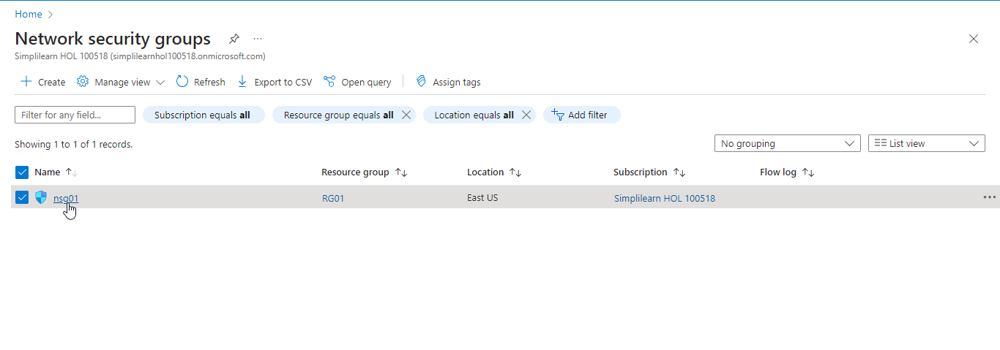 Home
Network security groups
Simplilearn HOL 100518 (simplilearnhol100518.onmicrosoft.com)
Create Manage view Refresh Export to CSV Open query Assign tags
Filter for any field... Subscription equals all Resource group equals all Location equals all Add filter
Showing 1 to 1 of 1 records. No grouping List view
Name Resource group Location Subscription Flow log
nsg01 RG01 East US Simplilearn HOL 100518